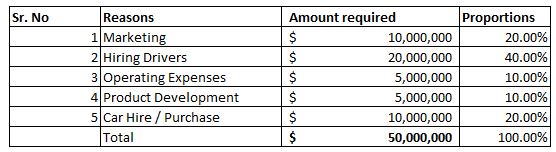 Sr. No Reasons Amount required Proportions
1 Marketing $ 10,000,000 20.00%
2 Hiring Drivers $ 20,000,000 40.00%
3 Operating Expenses $ 5,000,000 10.00%
4 Product Development $ 5,000,000 10.00%
5 Car Hire / Purchase $ 10,000,000 20.00%
Total $ 50,000,000 100.00%